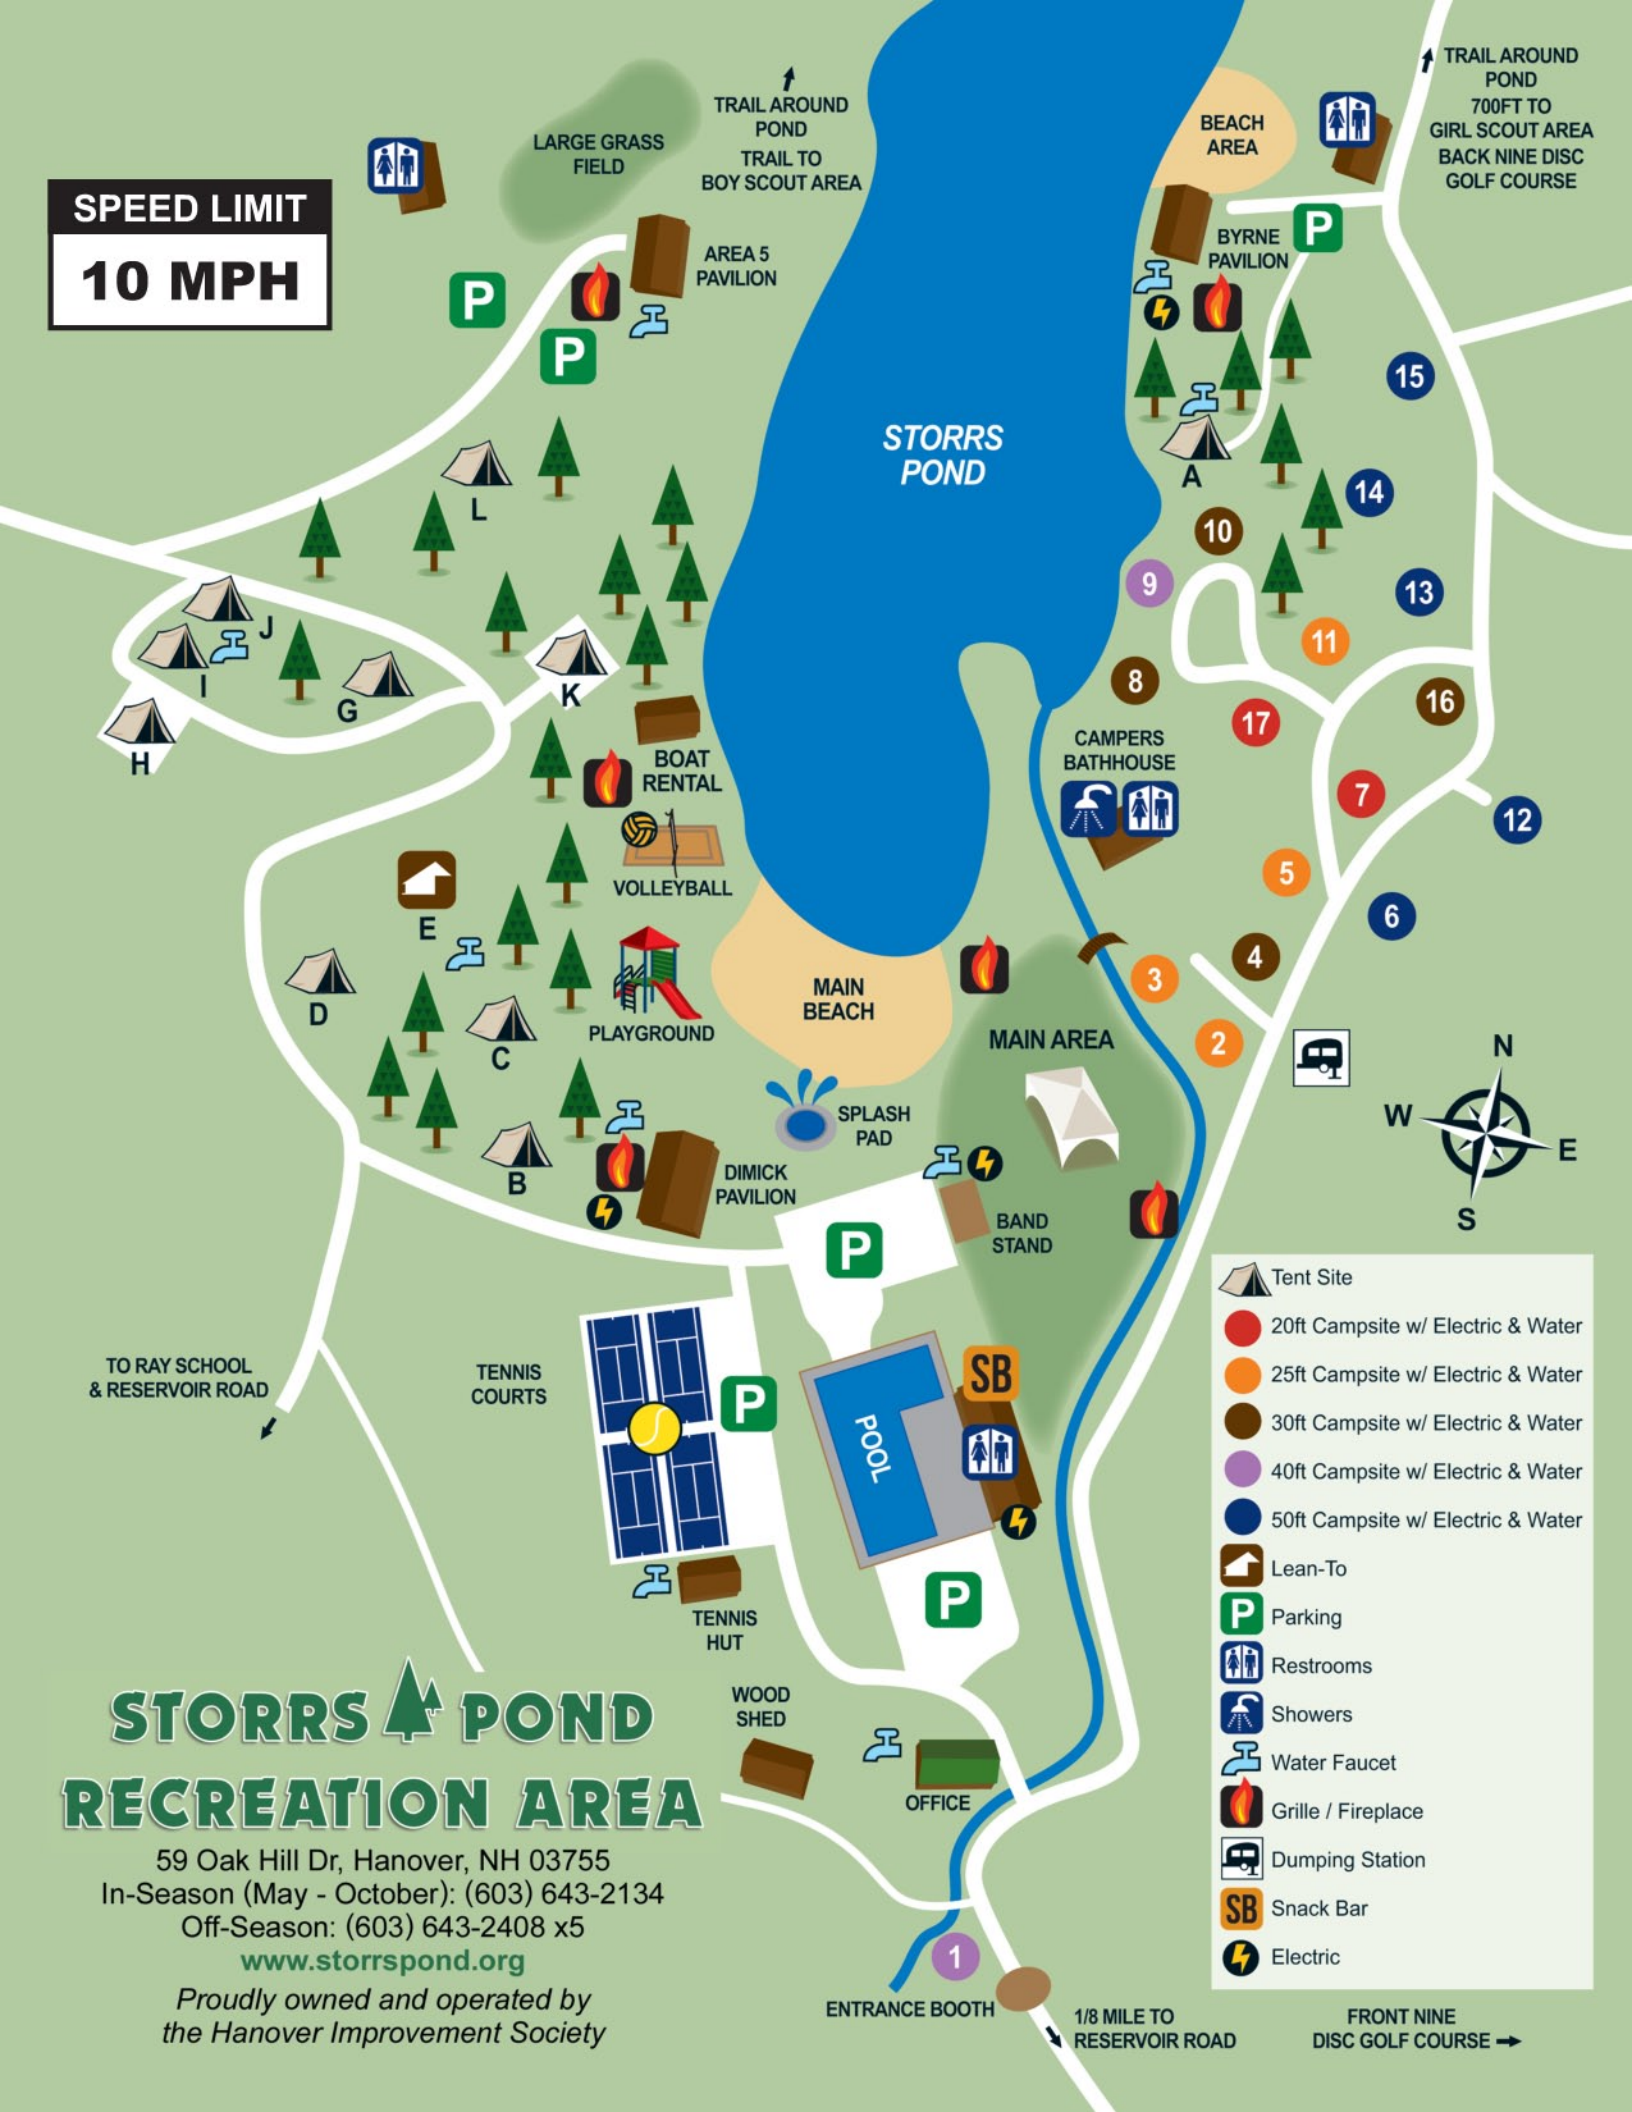 TRAIL AROUND
POND
700FT TO
GIRL SCOUT AREA
BACK NINE DISC
GOLF COURSE
TRAIL AROUND
POND
TRAIL TO
BOY SCOUT AREA
BEACH
AREA
LARGE GRASS
FIELD
SPEED LIMIT
10 MPH
AREA 5
PAVILION
P
P
BYRNE
PAVILION
P
STORRS
POND
15
A
14
L
10
9
13
J
I
11
G
K
H
8
16
17
BOAT
RENTAL
CAMPERS
BATHHOUSE
7
12
VOLLEYBALL
5
E
6
4
3
D
MAIN
BEACH
C
PLAYGROUND
MAIN AREA
2
N
W
E
S
SPLASH
PAD
B
DIMICK
PAVILION
P
BAND
STAND
TO RAY SCHOOL
& RESERVOIR ROAD
TENNIS
COURTS
P
POOL
SB
P
TENNIS
HUT
WOOD
SHED
OFFICE
1
ENTRANCE BOOTH
1/8 MILE TO
RESERVOIR ROAD
FRONT NINE
DISC GOLF COURSE
Tent Site
20ft Campsite w/ Electric & Water
25ft Campsite w/ Electric & Water
30ft Campsite w/ Electric & Water
40ft Campsite w/ Electric & Water
50ft Campsite w/ Electric & Water
Lean-To
P Parking
Restrooms
Showers
Water Faucet
Grille / Fireplace
Dumping Station
SB Snack Bar
Electric
STORRS POND
RECREATION AREA
59 Oak Hill Dr, Hanover, NH 03755
In-Season (May - October): (603) 643-2134
Off-Season: (603) 643-2408 x5
www.storrspond.org
Proudly owned and operated by
the Hanover Improvement Society